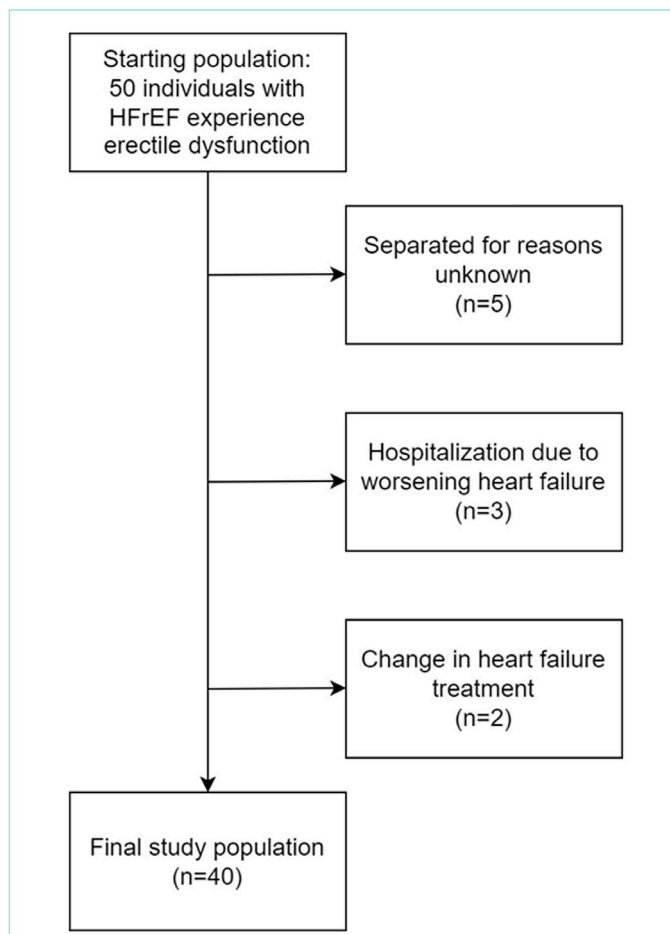 Starting population:
50 individuals with
HFrEF experience
erectile dysfunction
Separated for reasons
unknown
(n=5)
Hospitalization due to
worsening heart failure
(n=3)
Change in heart failure
treatment
(n=2)
Final study population
(n=40)